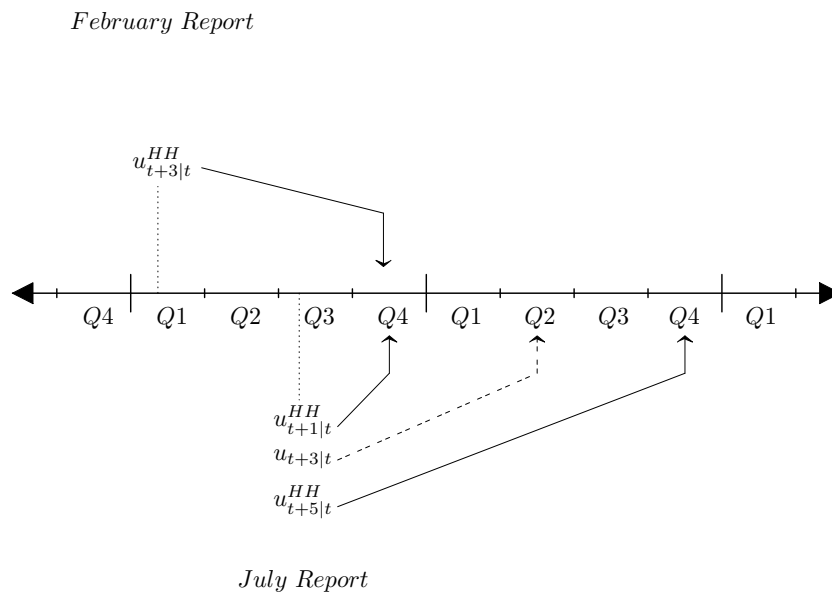 February Report
u^{HH}_{t+3|t}
Q4 Q1 Q2 Q3 Q4 Q1 Q2 Q3 Q4 Q1
u^{HH}_{t+1|t}
u_{t+3|t}
u^{HH}_{t+5|t}
July Report